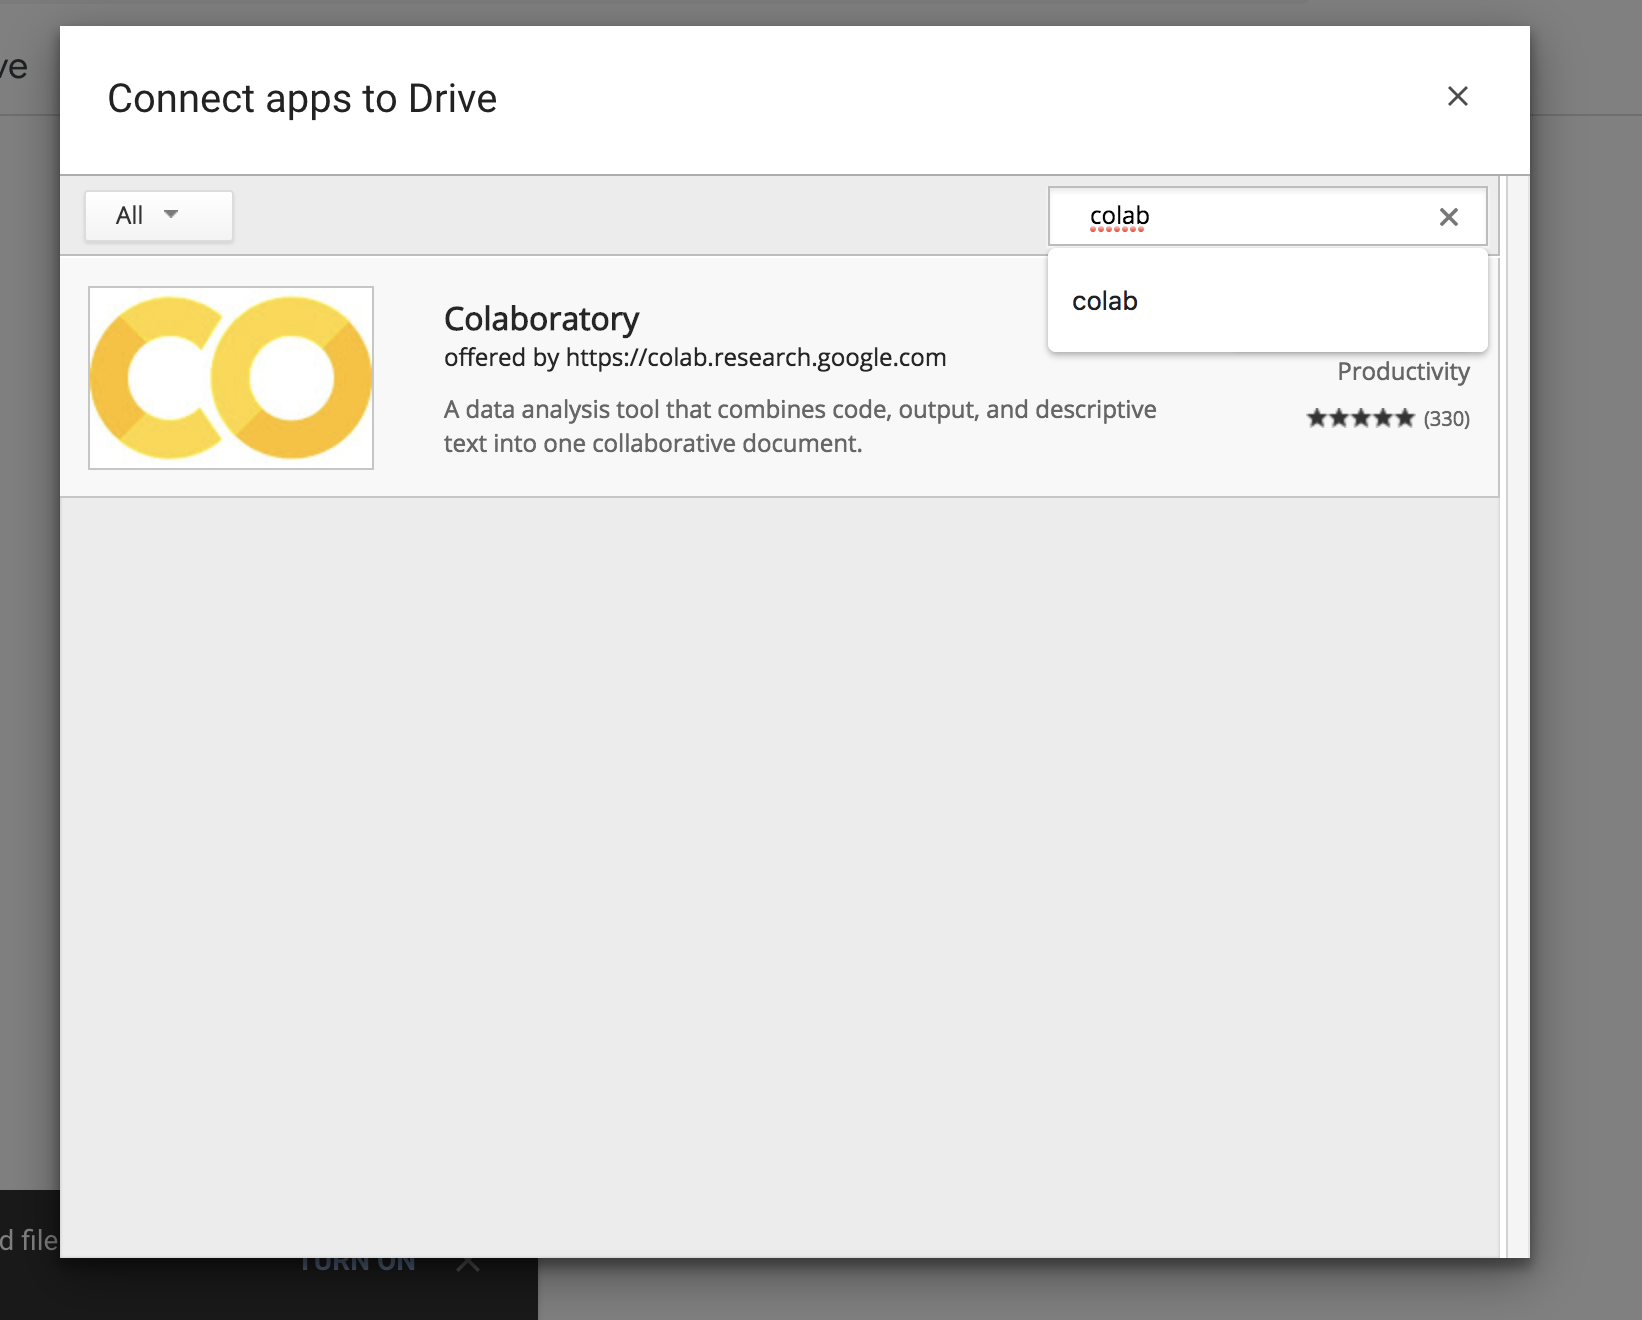 ve
Connect apps to Drive
All
colab
colab
Colaboratory
offered by https://colab.research.google.com
Productivity
A data analysis tool that combines code, output, and descriptive
text into one collaborative document.
(330)
d file
TURN ON